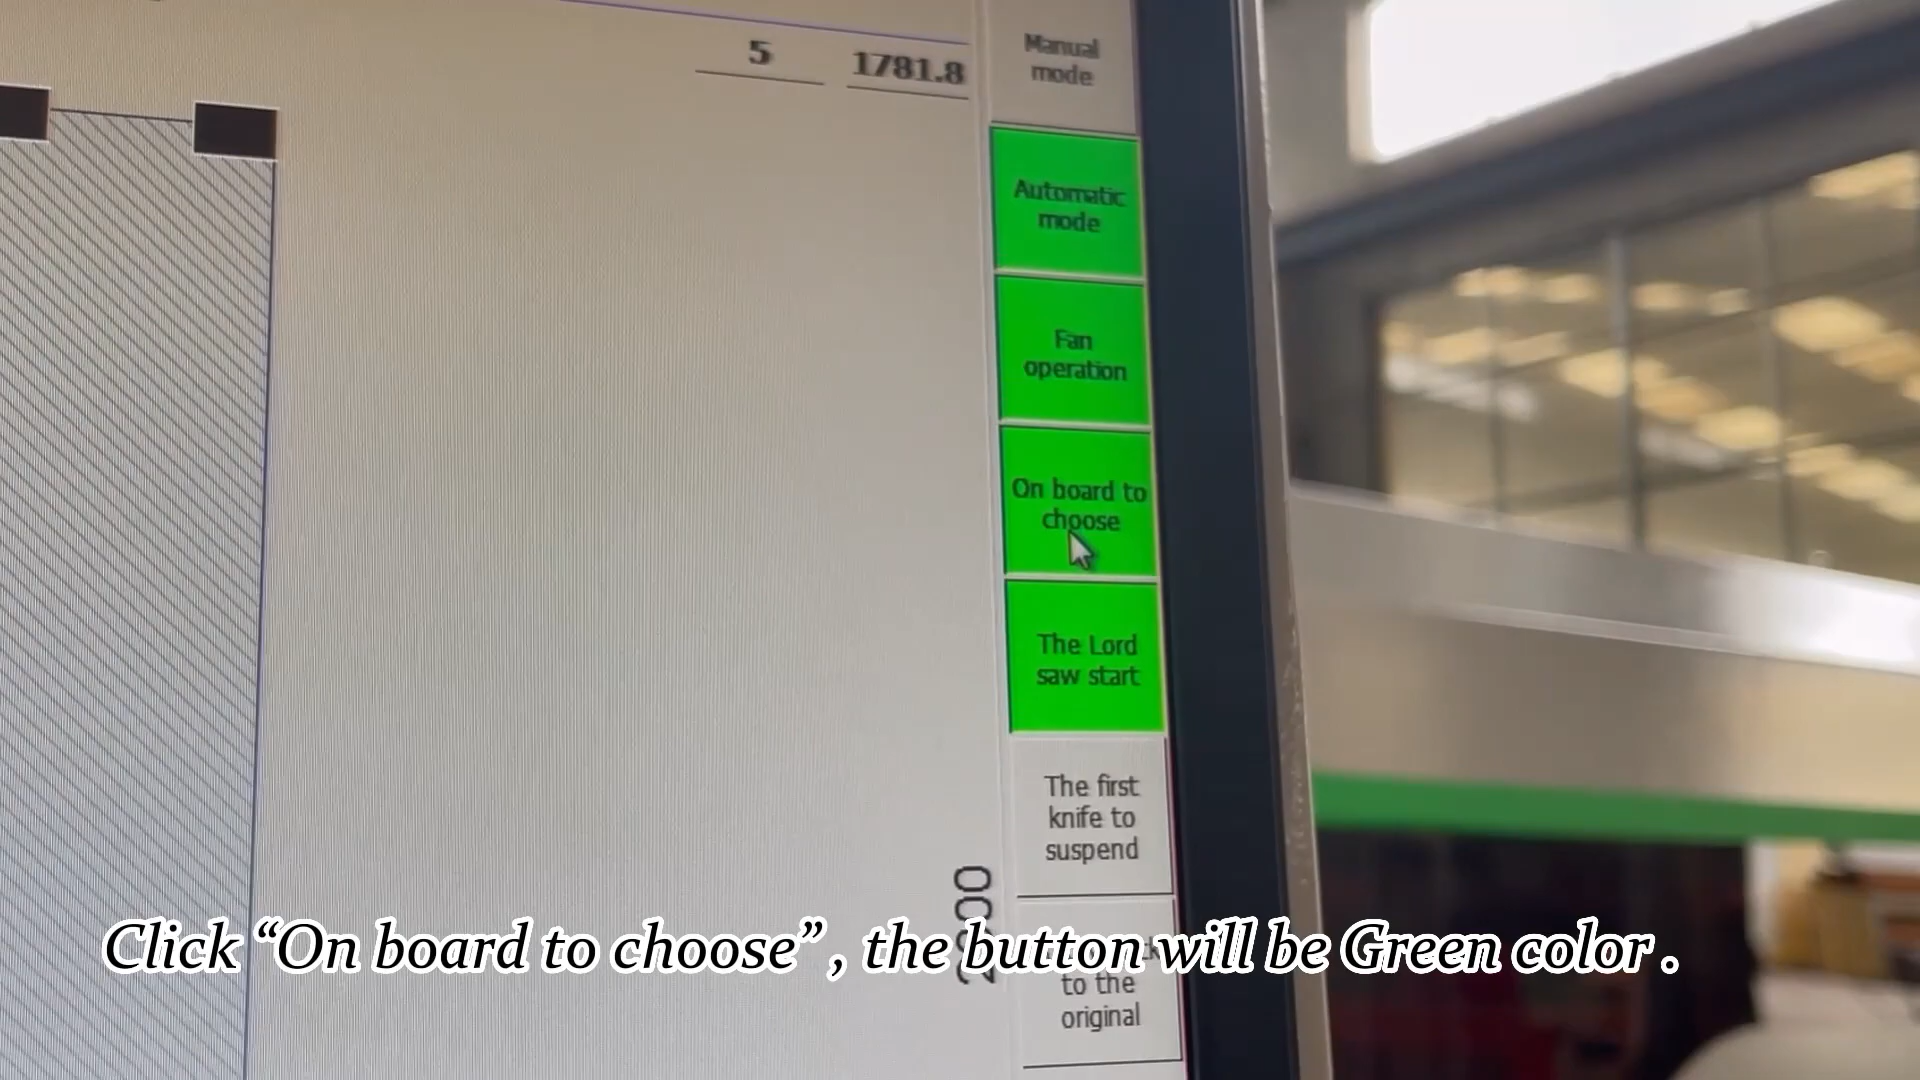 5 1781.8
Manual
mode
Automatic
mode
Fan
operation
On board to
choose
The Lord
saw start
The first
knife to
suspend
to the
original
Click “On board to choose” , the button will be Green color .